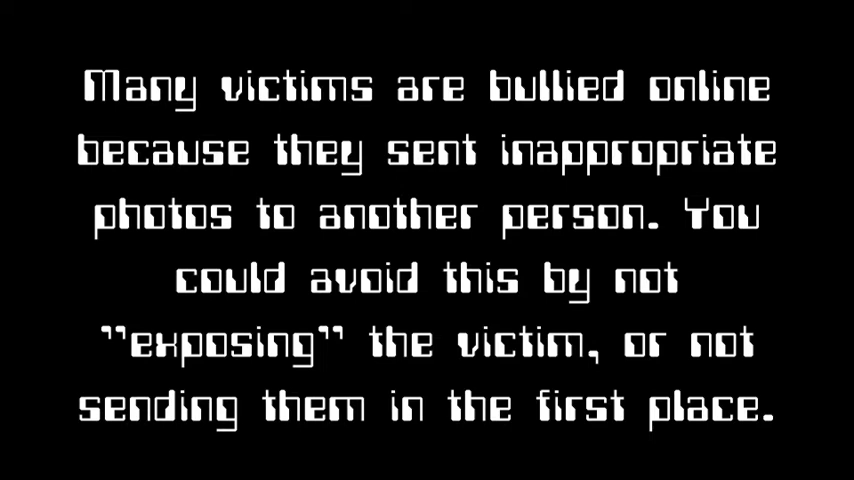 Many victims are bullied online
because they sent inappropriate
photos to another person. You
could avoid this by not
"exposing" the victim, or not
sending them in the first place.